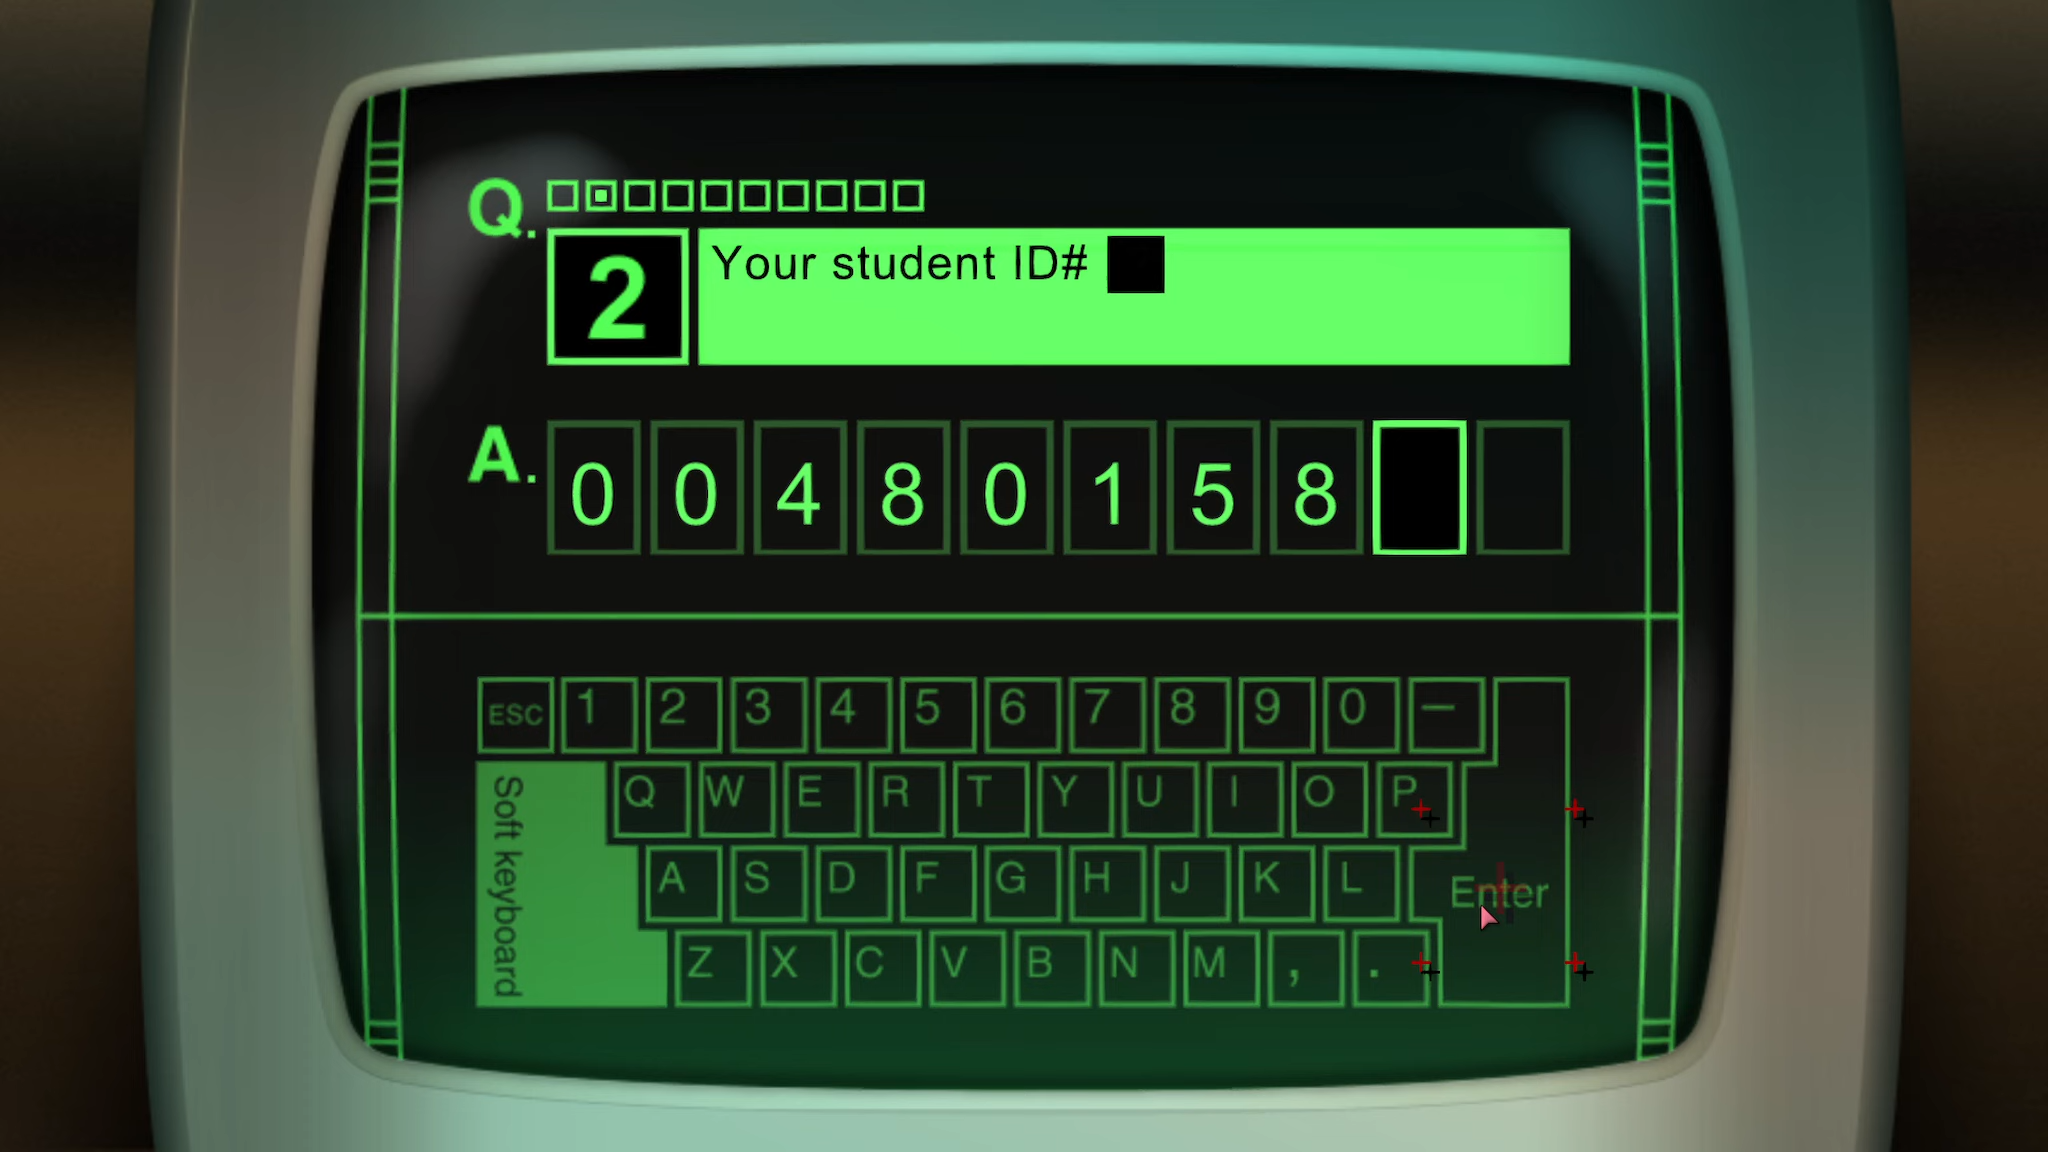 Q.
2
Your student ID#
A.
0 0 4 8 0 1 5 8
ESC 1 2 3 4 5 6 7 8 9 0 —
Q W E R T Y U I O P
A S D F G H J K L Enter
Z X C V B N M , .
Soft keyboard